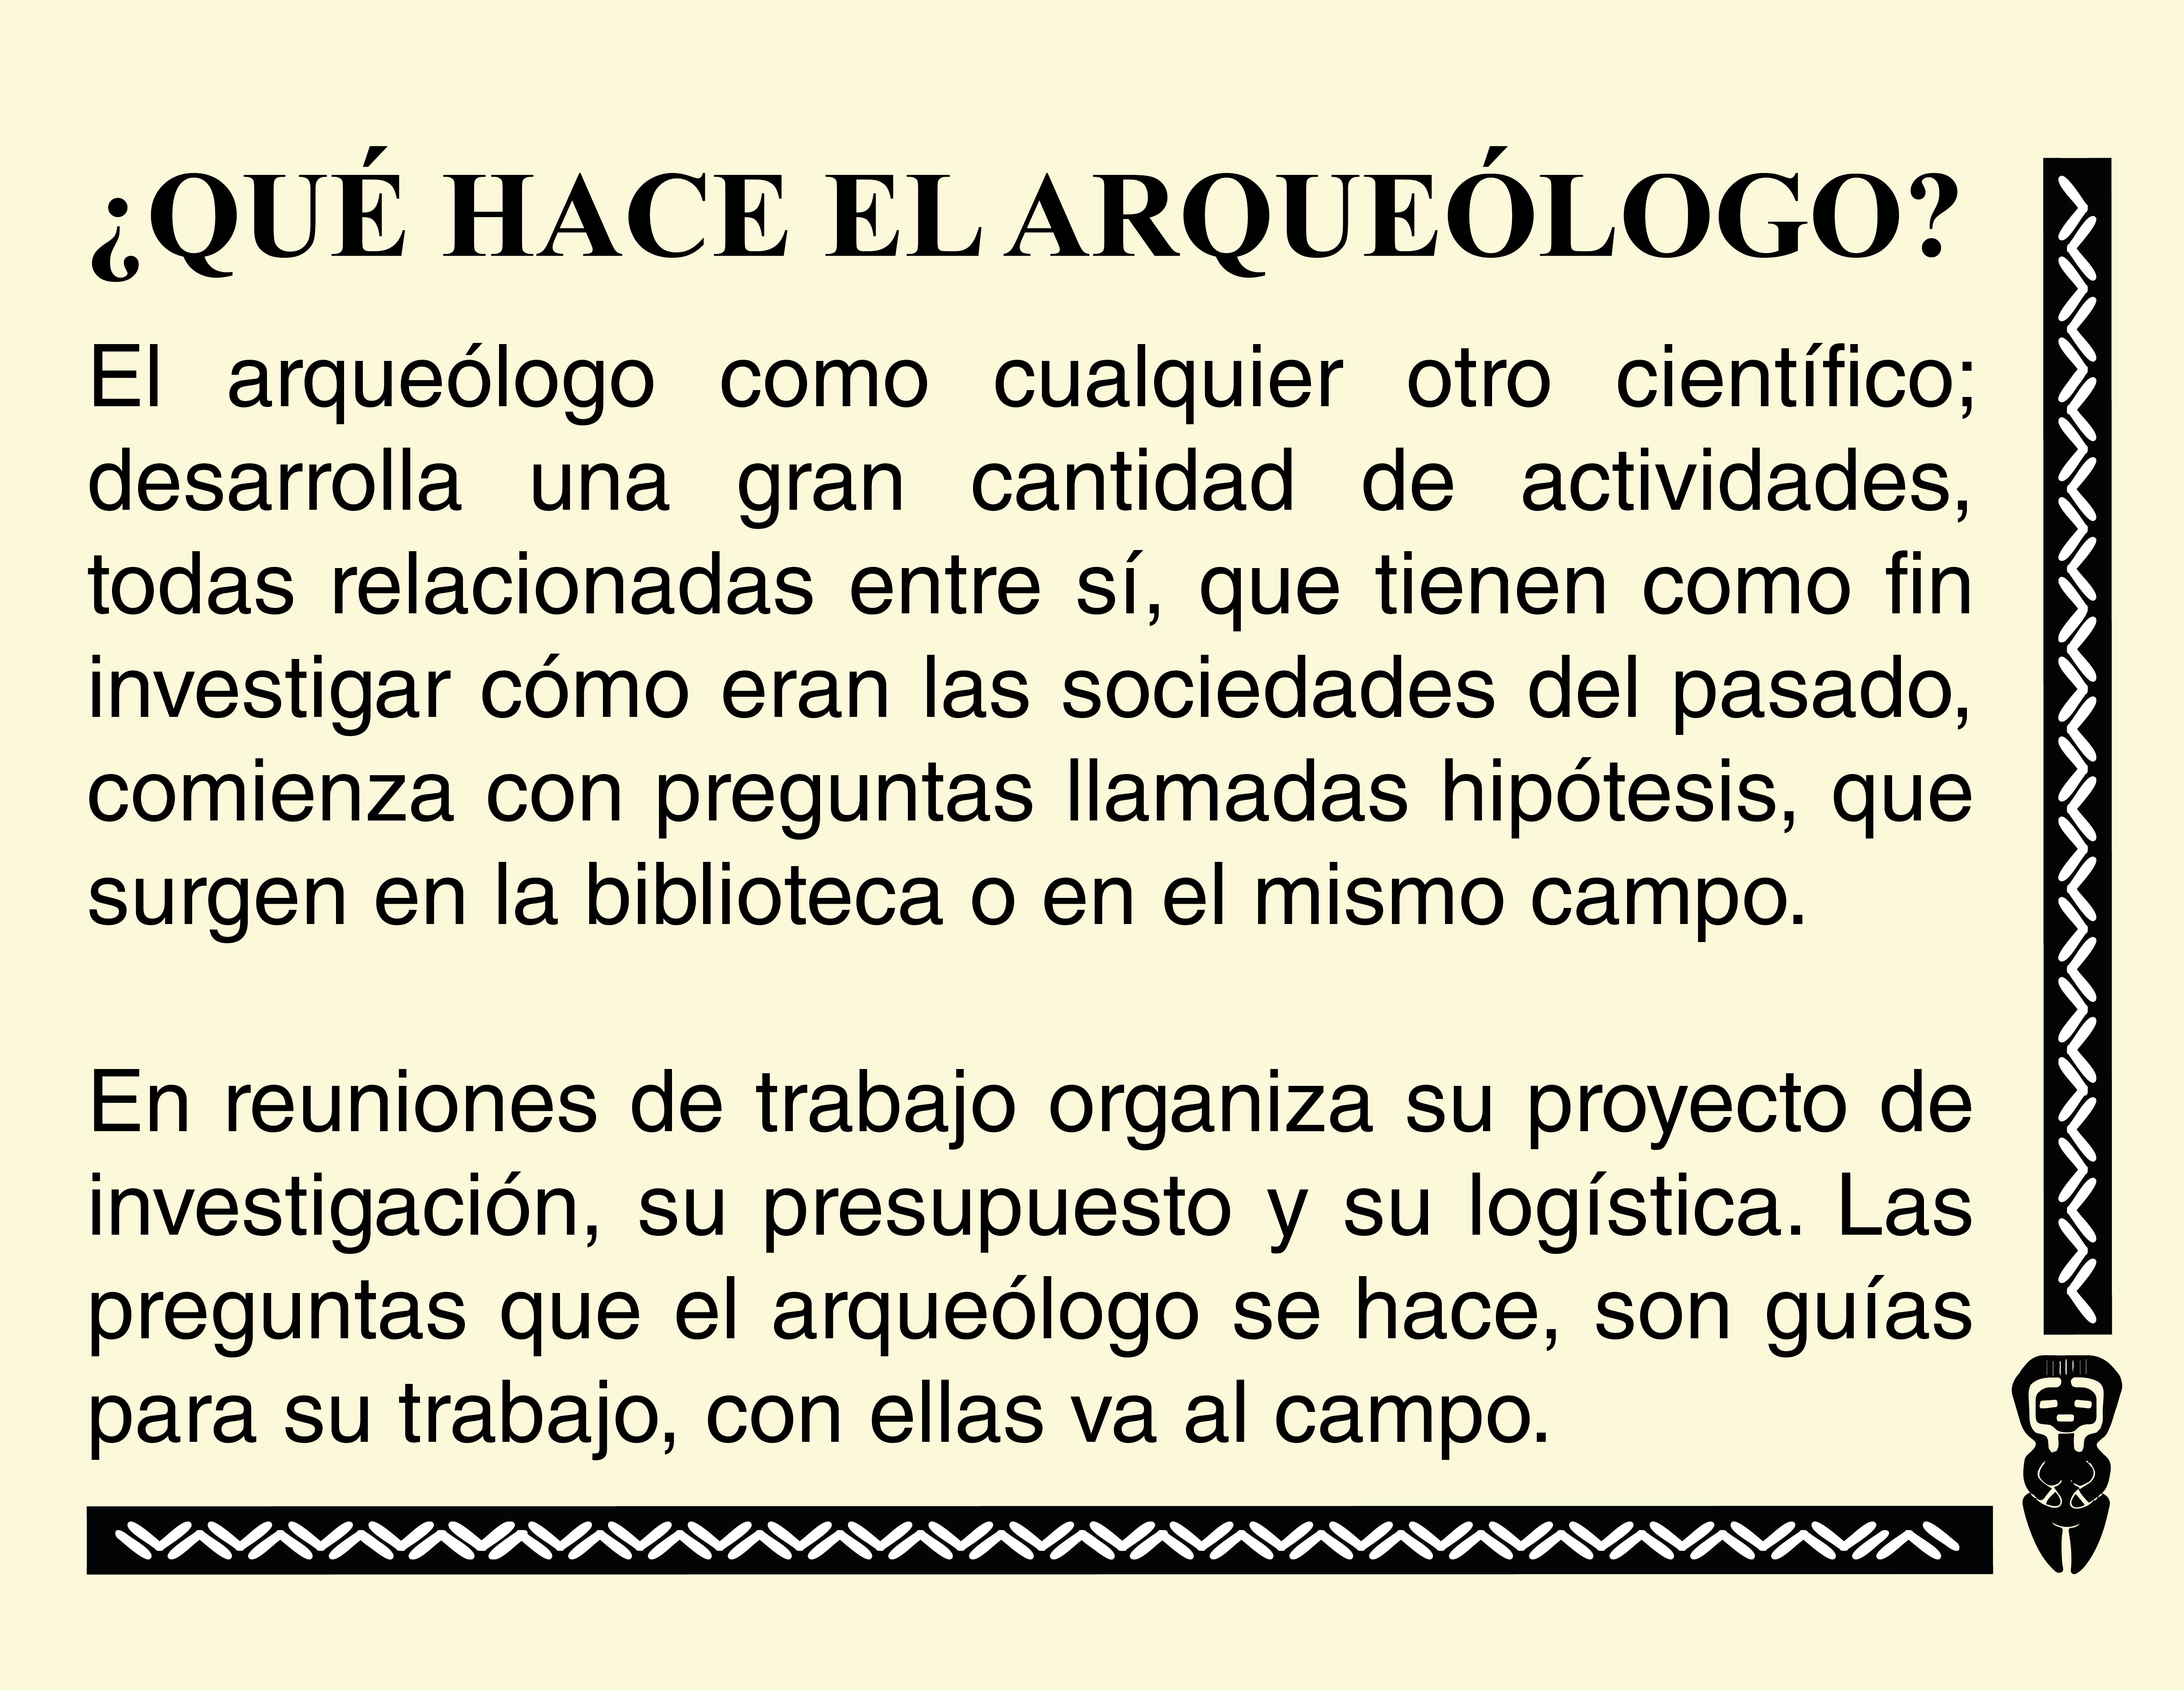 ¿QUÉ HACE EL ARQUEÓLOGO?
El arqueólogo como cualquier otro científico;
desarrolla una gran cantidad de actividades,
todas relacionadas entre sí, que tienen como fin
investigar cómo eran las sociedades del pasado,
comienza con preguntas llamadas hipótesis, que
surgen en la biblioteca o en el mismo campo.
En reuniones de trabajo organiza su proyecto de
investigación, su presupuesto y su logística. Las
preguntas que el arqueólogo se hace, son guías
para su trabajo, con ellas va al campo.